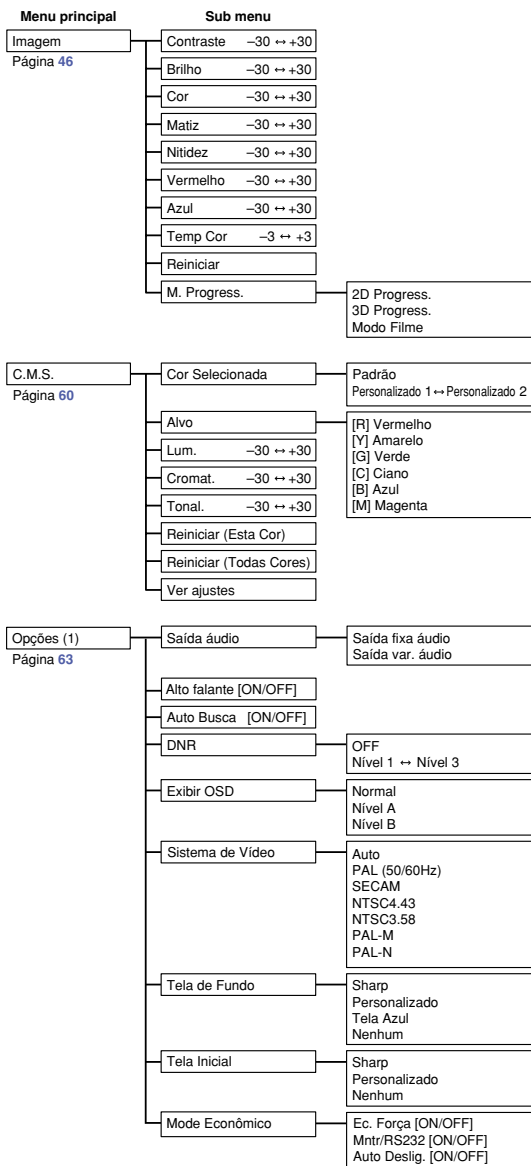 Menu principal Sub menu
Imagem
Página 46
Contraste –30 ↔ +30
Brilho –30 ↔ +30
Cor –30 ↔ +30
Matiz –30 ↔ +30
Nitidez –30 ↔ +30
Vermelho –30 ↔ +30
Azul –30 ↔ +30
Temp Cor –3 ↔ +3
Reiniciar
M. Progress.
2D Progress.
3D Progress.
Modo Filme
C.M.S.
Página 60
Cor Selecionada
Padrão
Personalizado 1 ↔ Personalizado 2
Alvo
[R] Vermelho
[Y] Amarelo
[G] Verde
[C] Ciano
[B] Azul
[M] Magenta
Lum. –30 ↔ +30
Cromat. –30 ↔ +30
Tonal. –30 ↔ +30
Reiniciar (Esta Cor)
Reiniciar (Todas Cores)
Ver ajustes
Opções (1)
Página 63
Saída áudio
Saída fixa áudio
Saída var. áudio
Alto falante [ON/OFF]
Auto Busca [ON/OFF]
DNR
OFF
Nível 1 ↔ Nível 3
Exibir OSD
Normal
Nível A
Nível B
Sistema de Vídeo
Auto
PAL (50/60Hz)
SECAM
NTSC4.43
NTSC3.58
PAL-M
PAL-N
Tela de Fundo
Sharp
Personalizado
Tela Azul
Nenhum
Tela Inicial
Sharp
Personalizado
Nenhum
Mode Econômico
Ec. Força [ON/OFF]
Mntr/RS232 [ON/OFF]
Auto Deslig. [ON/OFF]